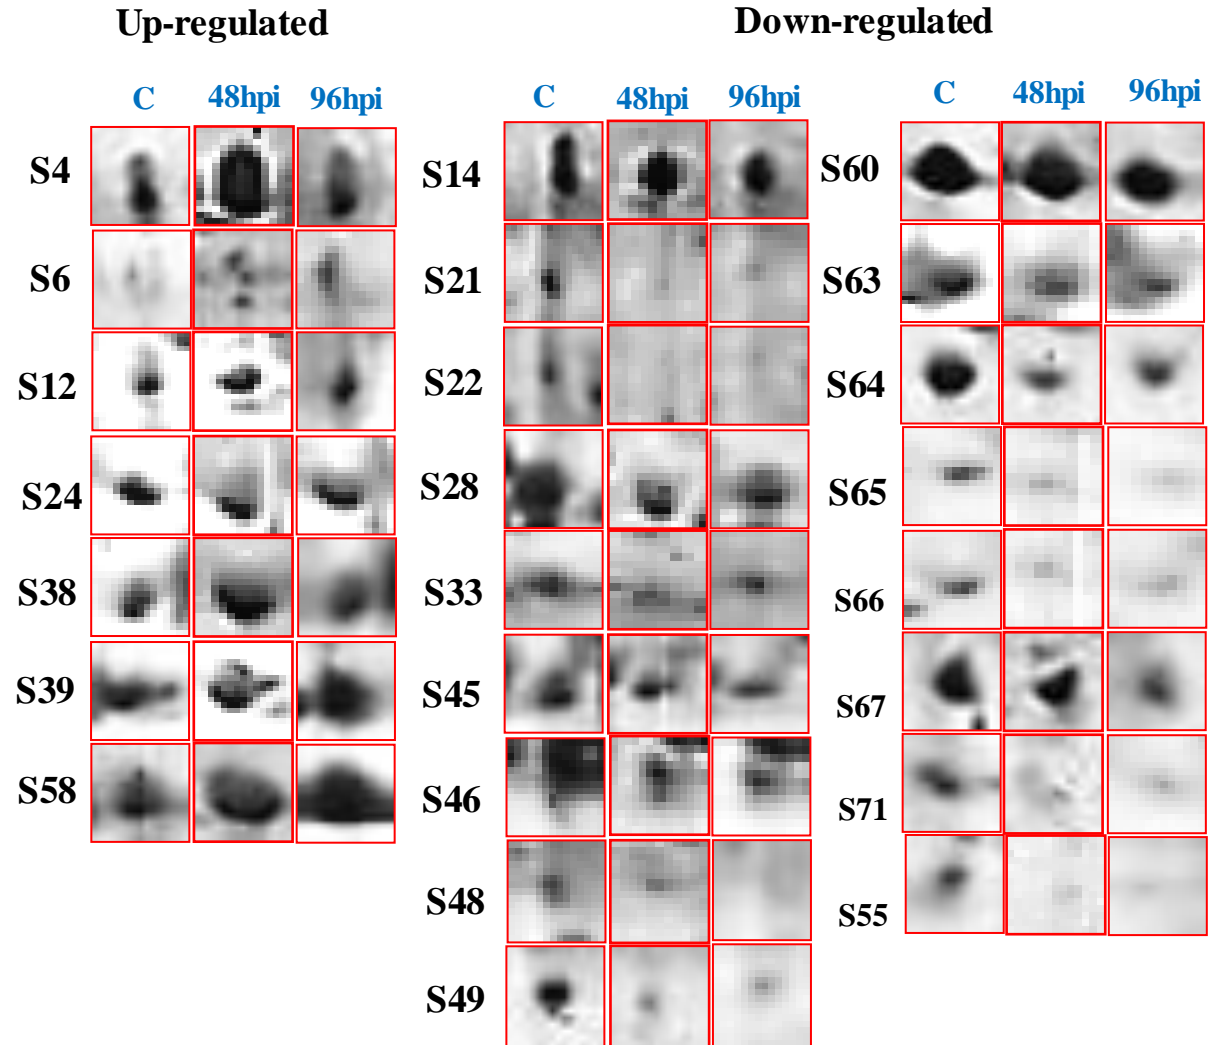 Up-regulated
Down-regulated
C 48hpi 96hpi
S4
S6
S12
S24
S38
S39
S58
C 48hpi 96hpi
S14
S21
S22
S28
S33
S45
S46
S48
S49
C 48hpi 96hpi
S60
S63
S64
S65
S66
S67
S71
S55